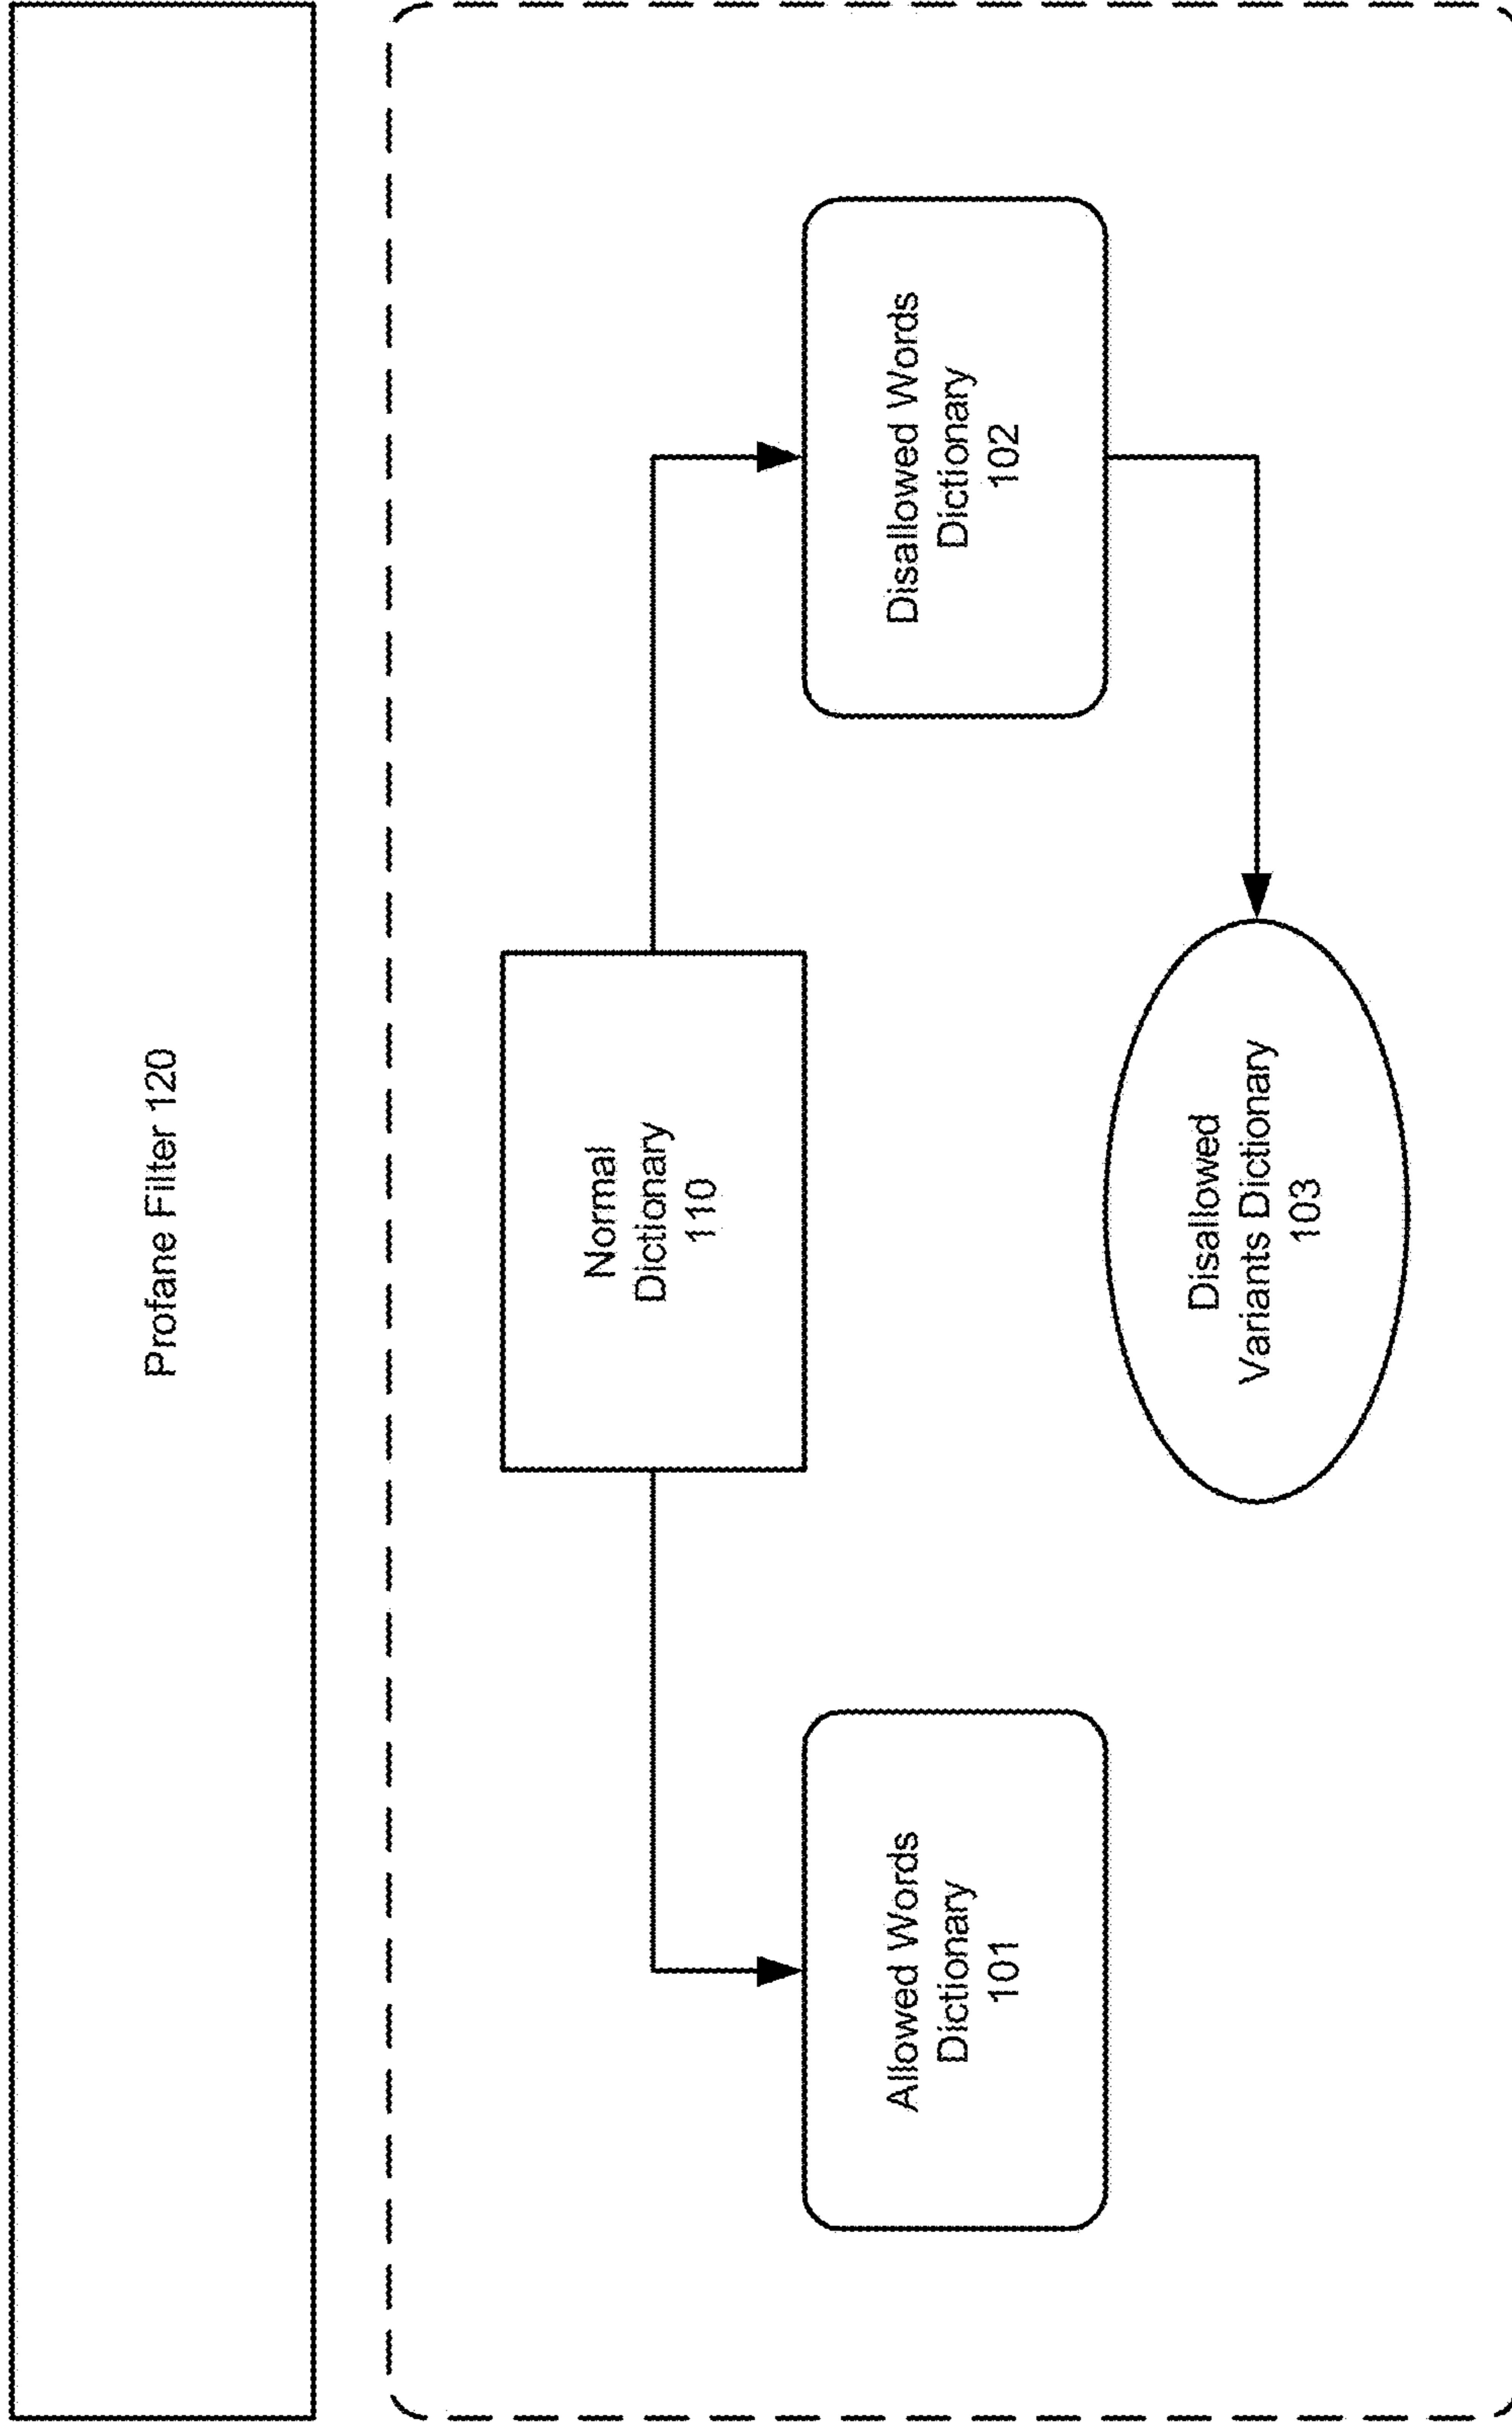 Profane Filter 120
Normal
Dictionary
110
Allowed Words
Dictionary
101
Disallowed Words
Dictionary
102
Disallowed
Variants Dictionary
103